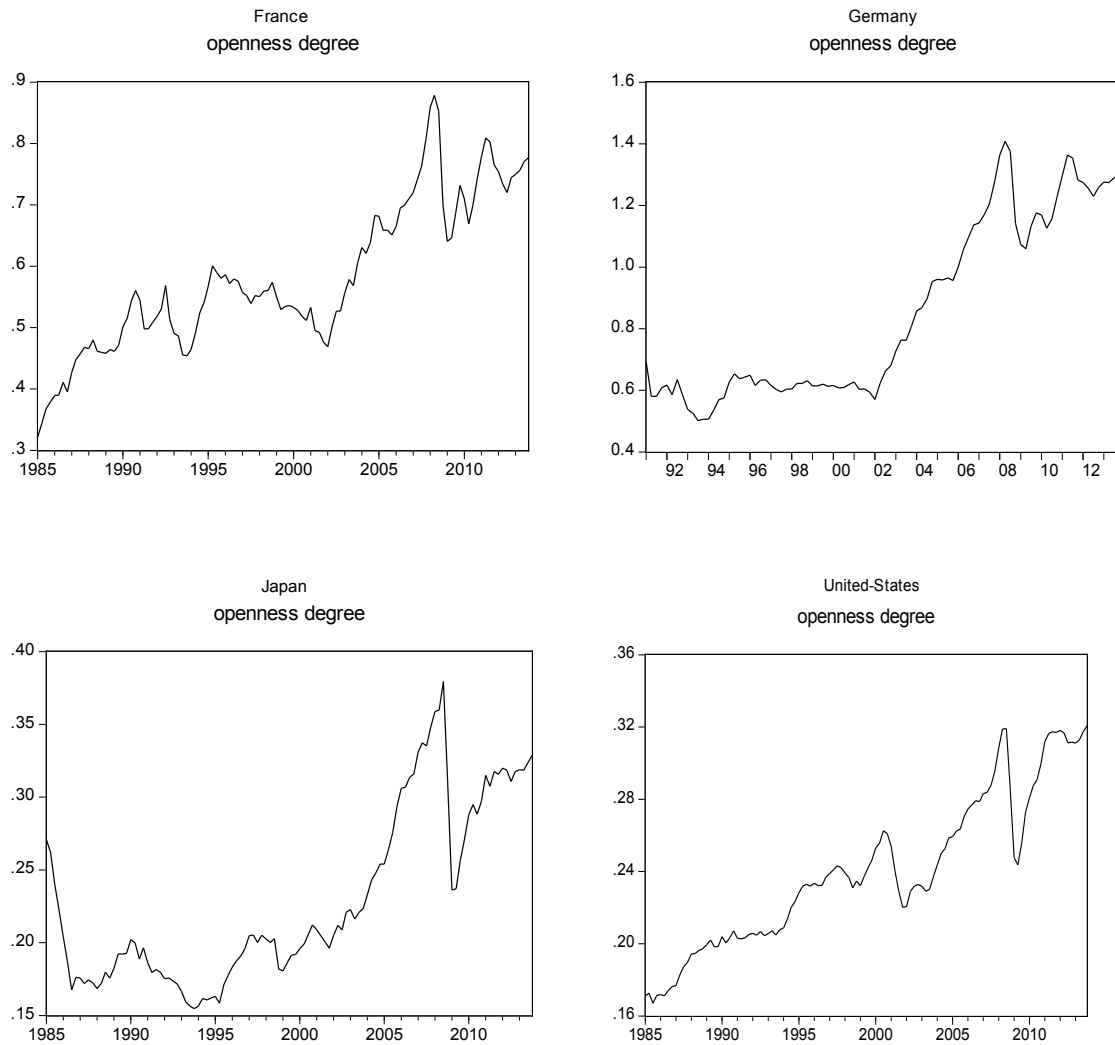 France
openness degree
.9
.8
.7
.6
.5
.4
.3
1985 1990 1995 2000 2005 2010
Germany
openness degree
1.6
1.4
1.2
1.0
0.8
0.6
0.4
92 94 96 98 00 02 04 06 08 10 12
Japan
openness degree
.40
.35
.30
.25
.20
.15
1985 1990 1995 2000 2005 2010
United-States
openness degree
.36
.32
.28
.24
.20
.16
1985 1990 1995 2000 2005 2010